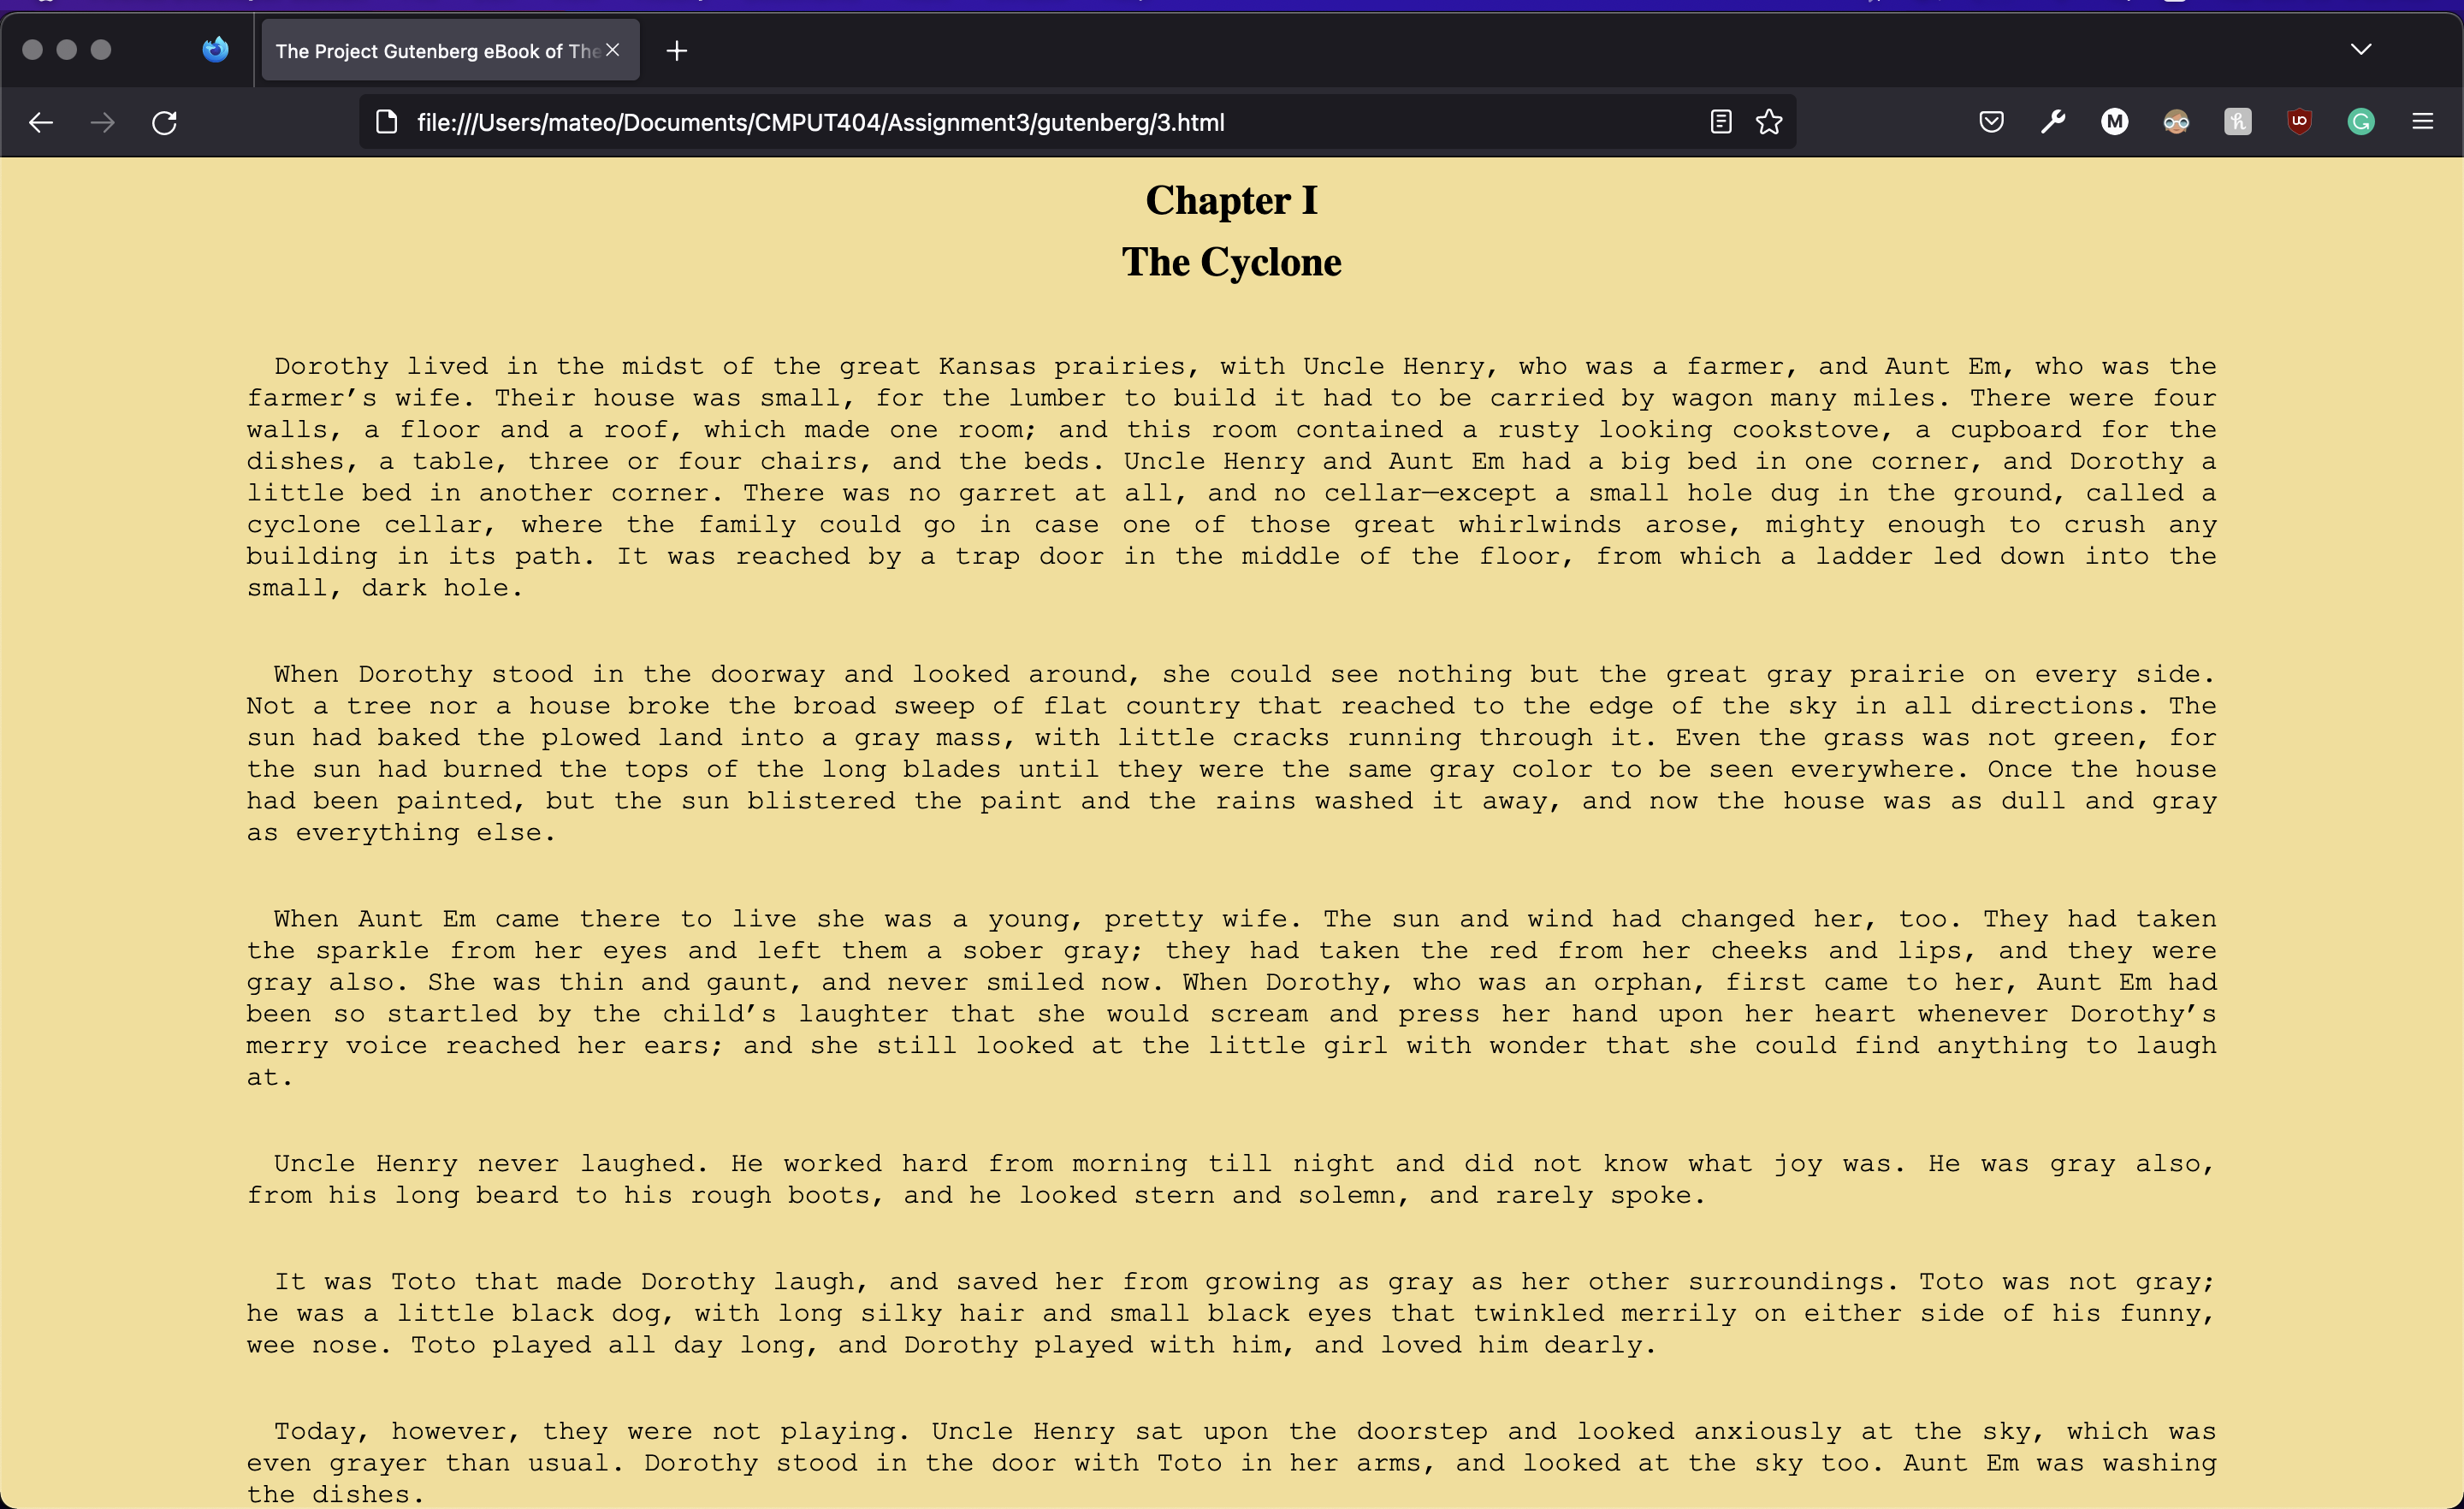 The Project Gutenberg eBook of The
file:///Users/mateo/Documents/CMPUT404/Assignment3/gutenberg/3.html
Chapter I
The Cyclone
Dorothy lived in the midst of the great Kansas prairies, with Uncle Henry, who was a farmer, and Aunt Em, who was the
farmer’s wife. Their house was small, for the lumber to build it had to be carried by wagon many miles. There were four
walls, a floor and a roof, which made one room; and this room contained a rusty looking cookstove, a cupboard for the
dishes, a table, three or four chairs, and the beds. Uncle Henry and Aunt Em had a big bed in one corner, and Dorothy a
little bed in another corner. There was no garret at all, and no cellar—except a small hole dug in the ground, called a
cyclone cellar, where the family could go in case one of those great whirlwinds arose, mighty enough to crush any
building in its path. It was reached by a trap door in the middle of the floor, from which a ladder led down into the
small, dark hole.
When Dorothy stood in the doorway and looked around, she could see nothing but the great gray prairie on every side.
Not a tree nor a house broke the broad sweep of flat country that reached to the edge of the sky in all directions. The
sun had baked the plowed land into a gray mass, with little cracks running through it. Even the grass was not green, for
the sun had burned the tops of the long blades until they were the same gray color to be seen everywhere. Once the house
had been painted, but the sun blistered the paint and the rains washed it away, and now the house was as dull and gray
as everything else.
When Aunt Em came there to live she was a young, pretty wife. The sun and wind had changed her, too. They had taken
the sparkle from her eyes and left them a sober gray; they had taken the red from her cheeks and lips, and they were
gray also. She was thin and gaunt, and never smiled now. When Dorothy, who was an orphan, first came to her, Aunt Em had
been so startled by the child’s laughter that she would scream and press her hand upon her heart whenever Dorothy’s
merry voice reached her ears; and she still looked at the little girl with wonder that she could find anything to laugh
at.
Uncle Henry never laughed. He worked hard from morning till night and did not know what joy was. He was gray also,
from his long beard to his rough boots, and he looked stern and solemn, and rarely spoke.
It was Toto that made Dorothy laugh, and saved her from growing as gray as her other surroundings. Toto was not gray;
he was a little black dog, with long silky hair and small black eyes that twinkled merrily on either side of his funny,
wee nose. Toto played all day long, and Dorothy played with him, and loved him dearly.
Today, however, they were not playing. Uncle Henry sat upon the doorstep and looked anxiously at the sky, which was
even grayer than usual. Dorothy stood in the door with Toto in her arms, and looked at the sky too. Aunt Em was washing
the dishes.